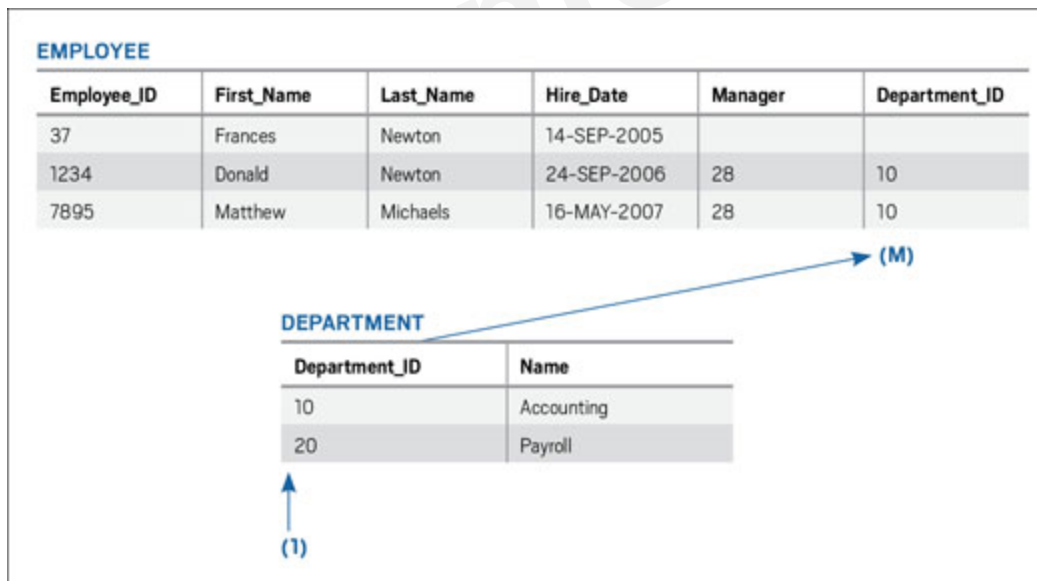 EMPLOYEE
Employee_ID First_Name Last_Name Hire_Date Manager Department_ID
37 Frances Newton 14-SEP-2005
1234 Donald Newton 24-SEP-2006 28 10
7895 Matthew Michaels 16-MAY-2007 28 10
(M)
DEPARTMENT
Department_ID Name
10 Accounting
20 Payroll
(1)